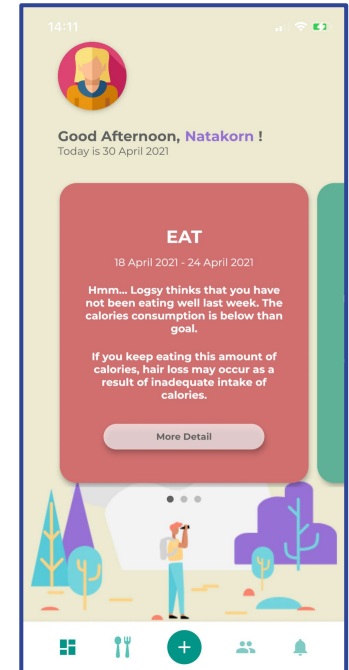 14:11
Good Afternoon, Natakorn !
Today is 30 April 2021
EAT
18 April 2021 - 24 April 2021
Hmm... Logsy thinks that you have
not been eating well last week. The
calories consumption is below than
goal.
If you keep eating this amount of
calories, hair loss may occur as a
result of inadequate intake of
calories.
More Detail